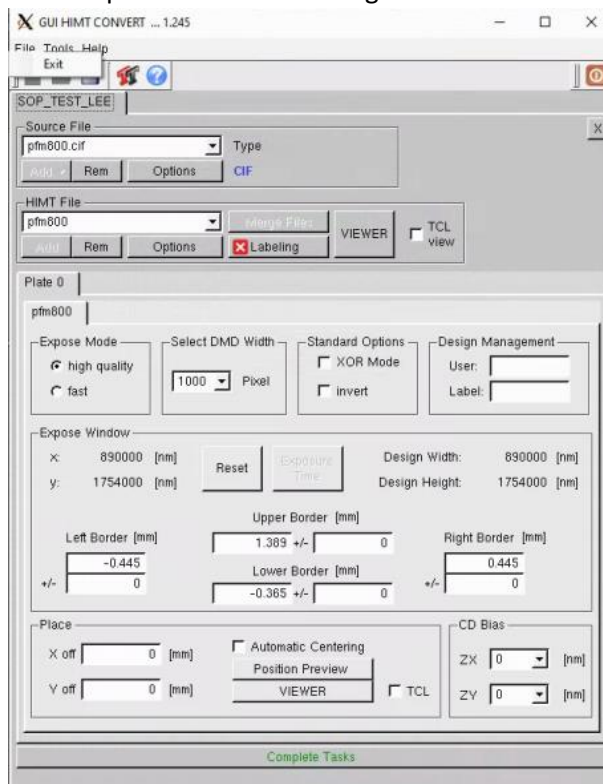 GUI HIMT CONVERT ... 1.245
File Tools Help
Exit
SOP_TEST_LEE
X
Source File
pfm800.cif Type
Add Rem Options CIF
HIMT File
pfm800 Merge Files VIEWER TCL view
Add Rem Options Labeling
Plate 0
pfm800
Expose Mode Select DMD Width Standard Options Design Management
high quality 1000 Pixel XOR Mode User:
fast invert Label:
Expose Window
x: 890000 [nm] Reset Exposure Time Design Width: 890000 [nm]
y: 1754000 [nm] Design Height: 1754000 [nm]
Upper Border [mm]
Left Border [mm] 1.389 +/- 0 Right Border [mm]
-0.445 Lower Border [mm] 0.445
+/- 0 -0.365 +/- 0 +/- 0
Place CD Bias
X off 0 [mm] Automatic Centering ZX 0 [nm]
Position Preview
Y off 0 [mm] VIEWER TCL ZY 0 [nm]
Complete Tasks